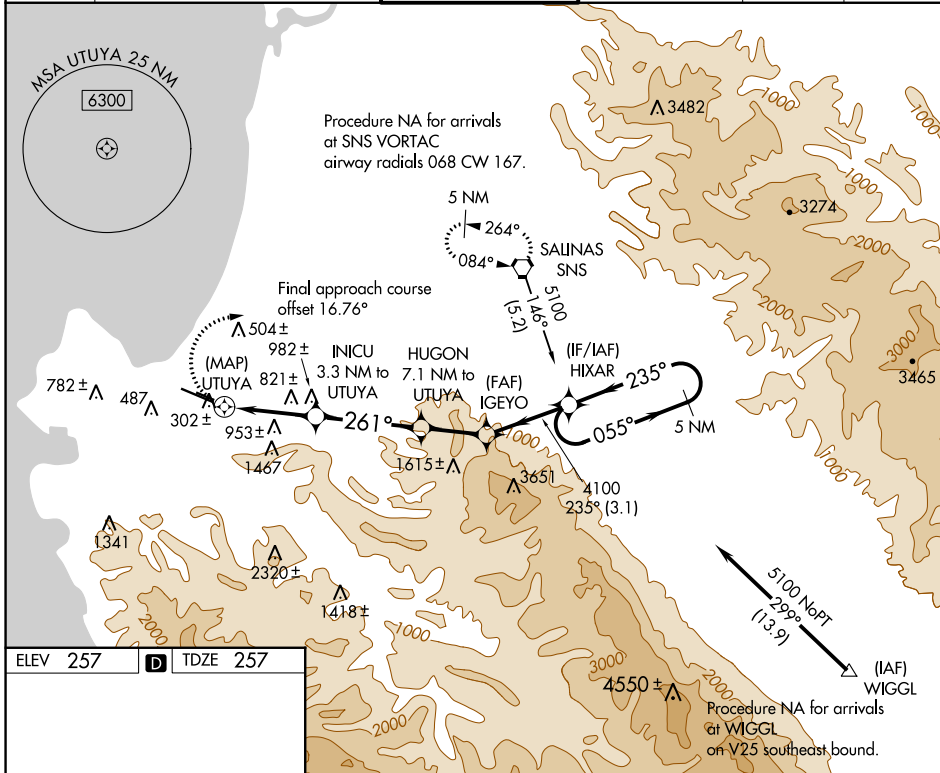 MSA UTUYA 25 NM
6300
Procedure NA for arrivals
at SNS VORTAC
airway radials 068 CW 167.
5 NM
264°
084°
SALINAS
SNS
5100
146°
(5.2)
3482
1000
1000
1000
3274
2000
2000
3000
3465
Final approach course
offset 16.76°
504±
982±
(MAP)
UTUYA
821±
INICU
3.3 NM to
UTUYA
HUGON
7.1 NM to
UTUYA
(FAF)
IGEYO
(IF/IAF)
HIXAR
235°
055°
5 NM
782±
487
302±
953±
1467
261°
1000
1615±
3651
4100
235° (3.1)
1341
2320±
1418±
2000
1000
5100 NoPT
299°
(13.9)
(IAF)
WIGGL
3000
2000
4550±
2000
Procedure NA for arrivals
at WIGGL
on V25 southeast bound.
ELEV 257 D TDZE 257